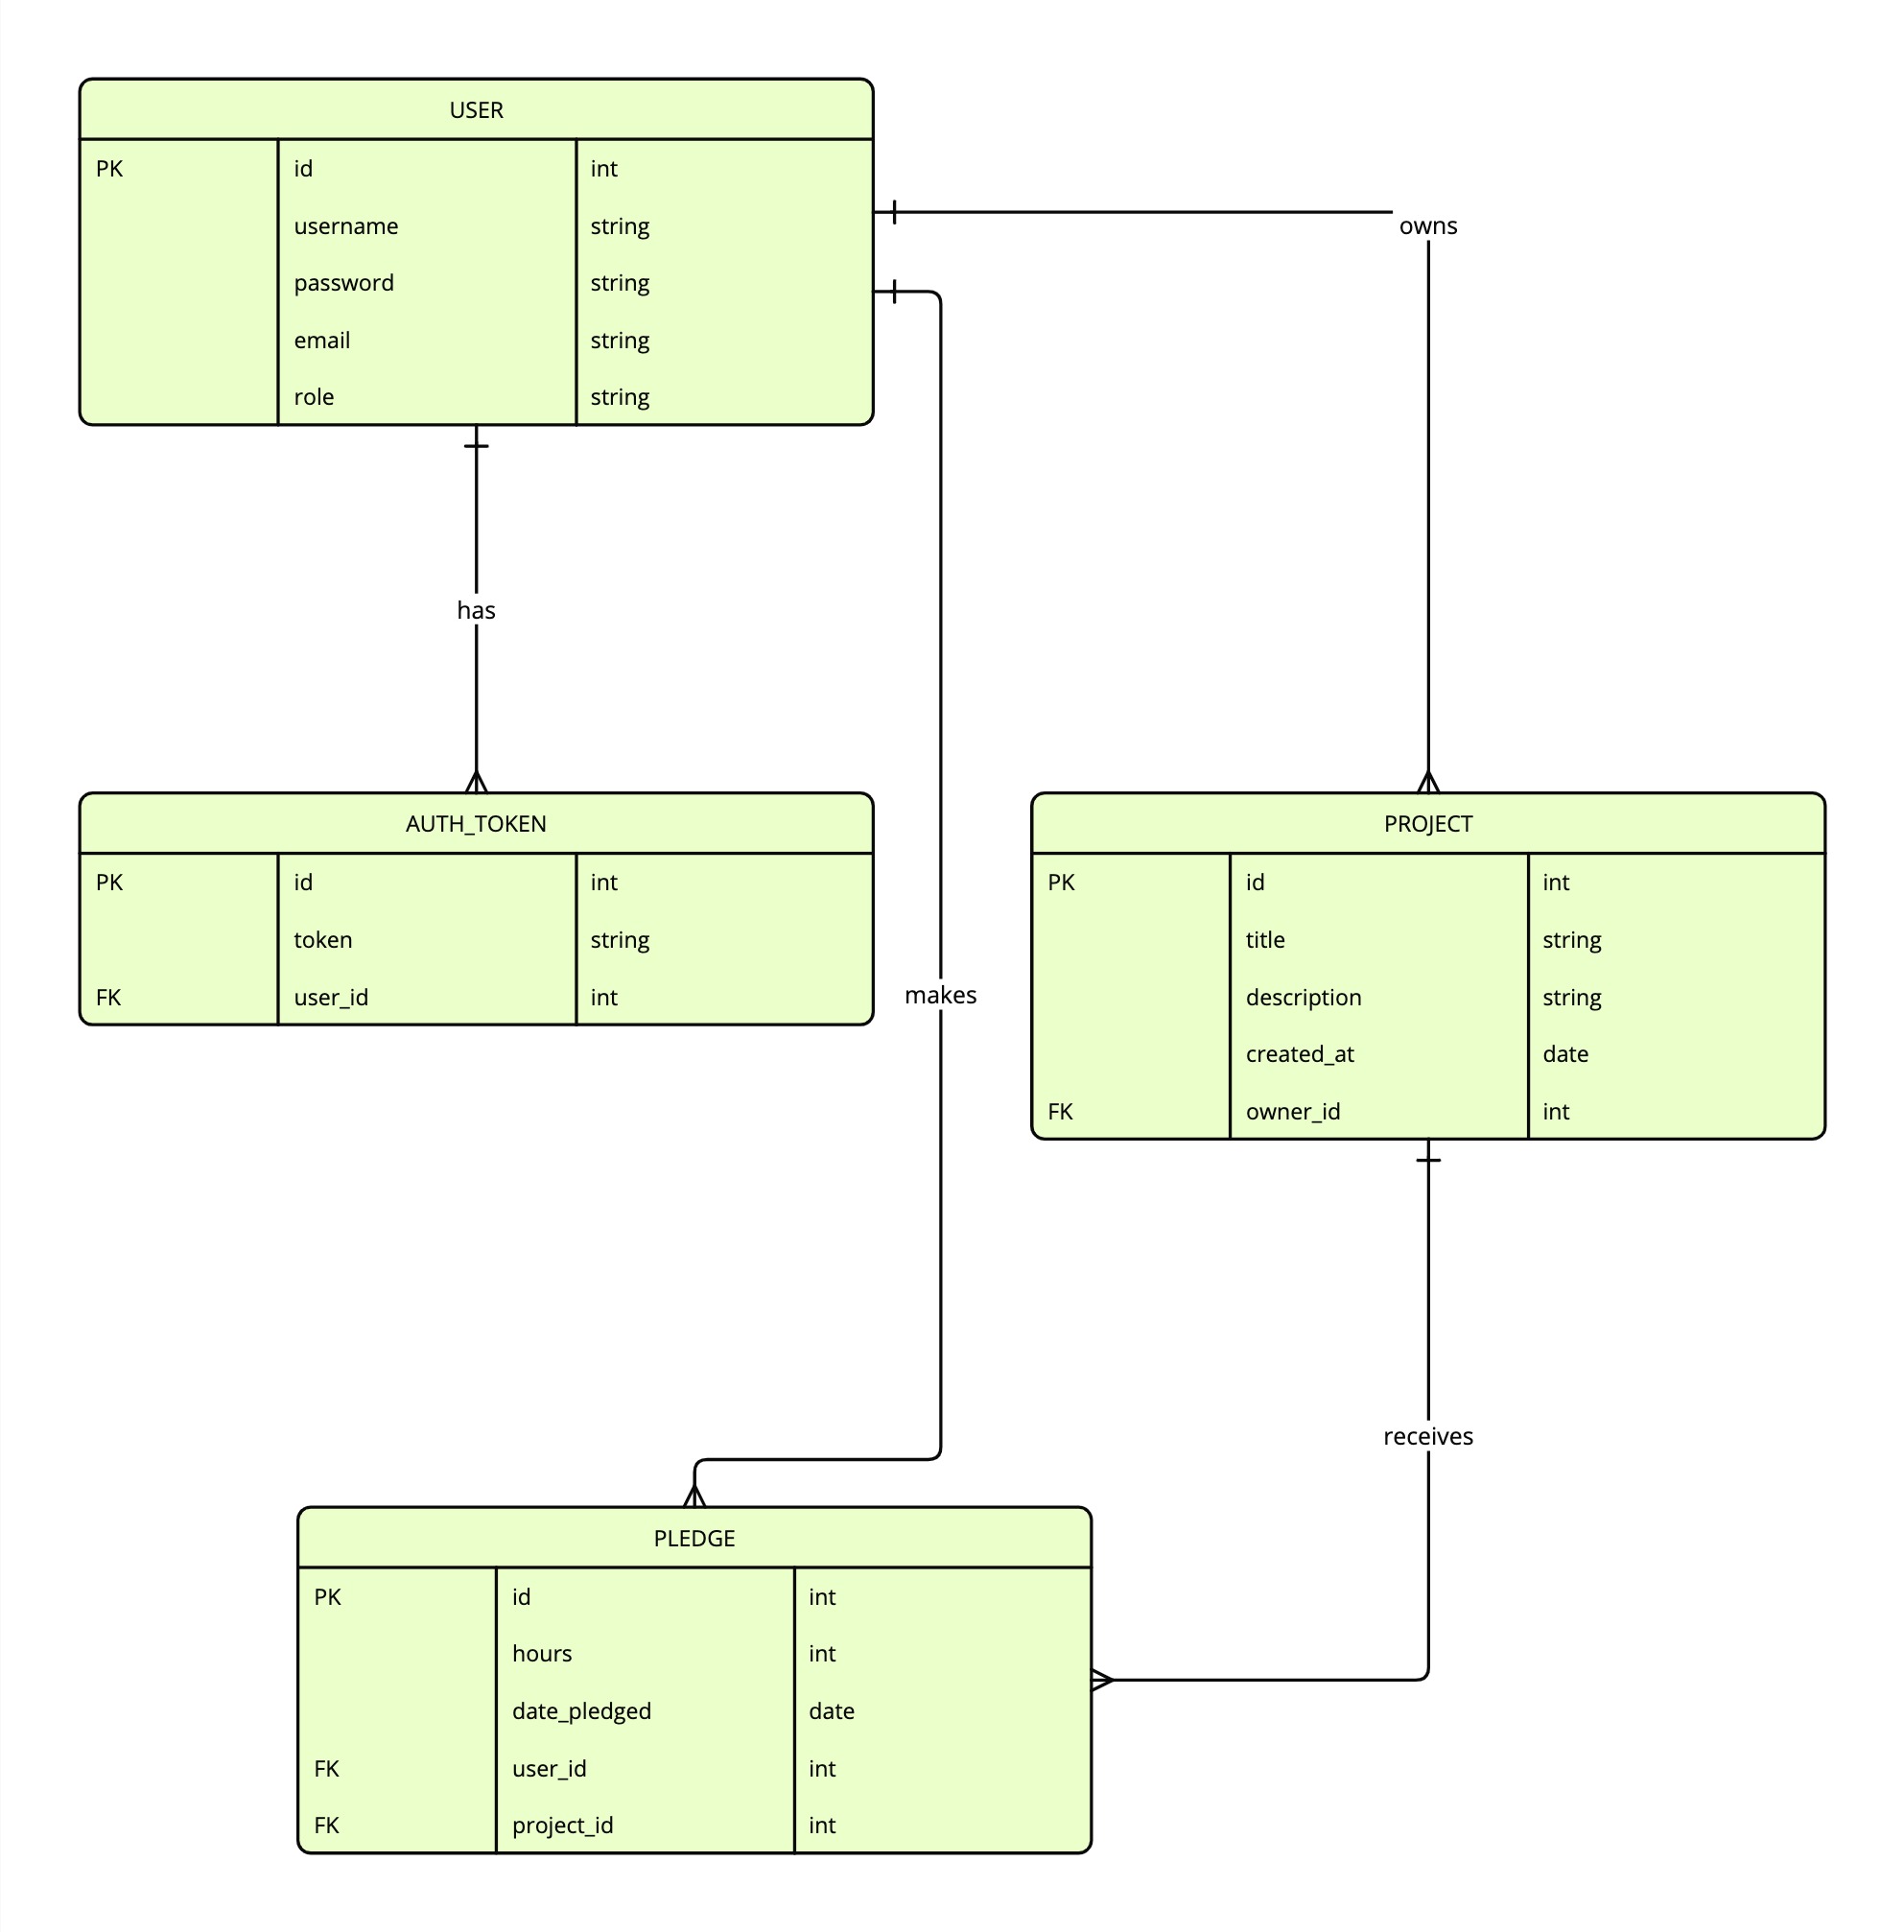 USER
PK id int
username string
password string
email string
role string
owns
has
AUTH_TOKEN
PK id int
token string
FK user_id int
makes
PROJECT
PK id int
title string
description string
created_at date
FK owner_id int
receives
PLEDGE
PK id int
hours int
date_pledged date
FK user_id int
FK project_id int